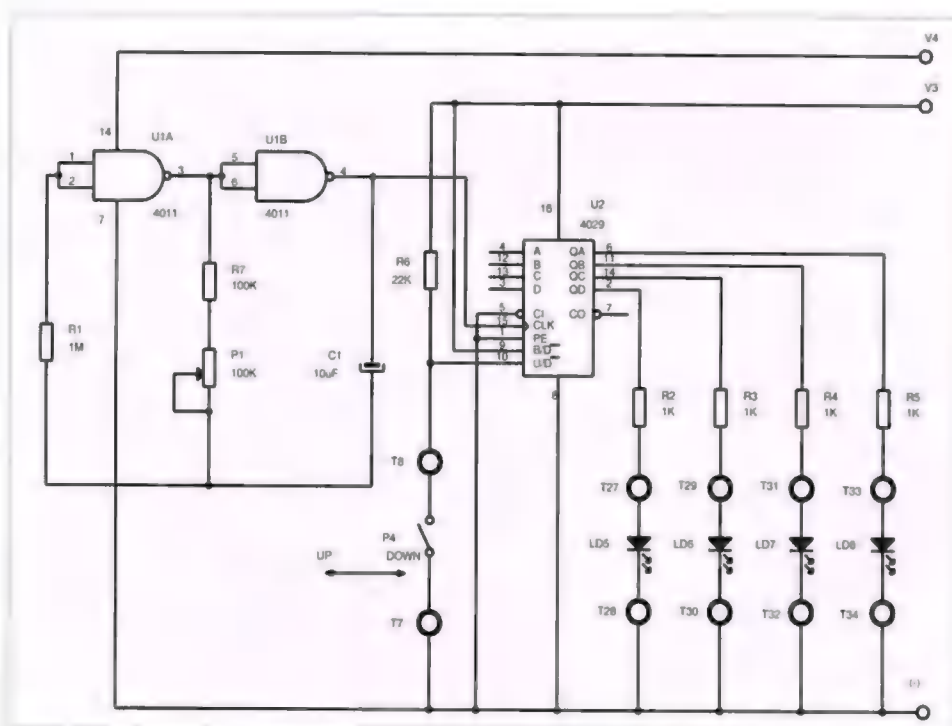 V4
V3
14
U1A
U1B
1
2
3
5
6
4
7
4011
4011
16
U2
4029
R6
22K
R7
100K
R1
1M
P1
100K
C1
10uF
4 A QA 6
12 B QB 11
13 C QC 14
3 D QD 2
5 CI CO 7
15 CLK
1 PE
9 B/D
10 U/D
8
R2
1K
R3
1K
R4
1K
R5
1K
T8
T27
T29
T31
T33
P4
UP
DOWN
LD5
LD6
LD7
LD8
T7
T28
T30
T32
T34
(-)